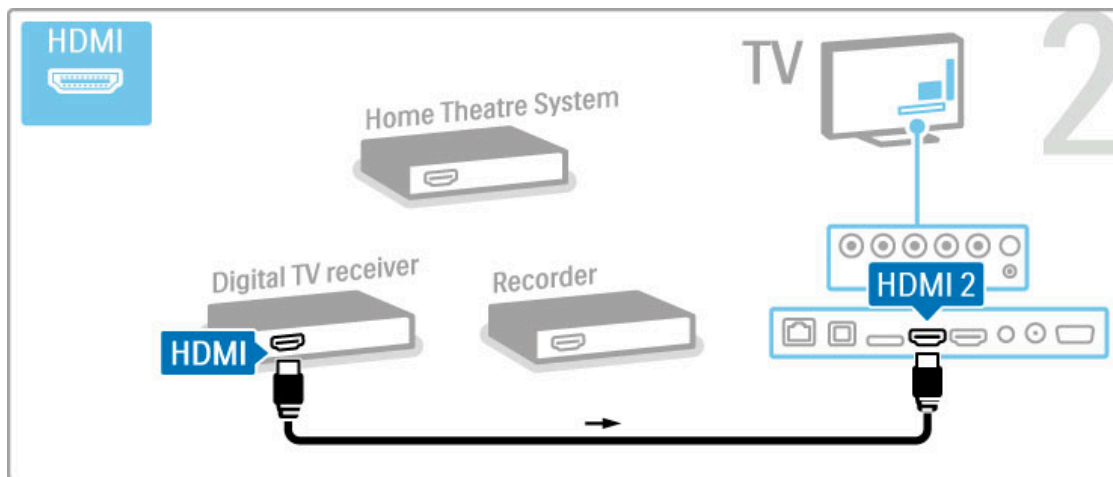 HDMI
TV
2
Home Theatre System
Digital TV receiver
Recorder
HDMI 2
HDMI